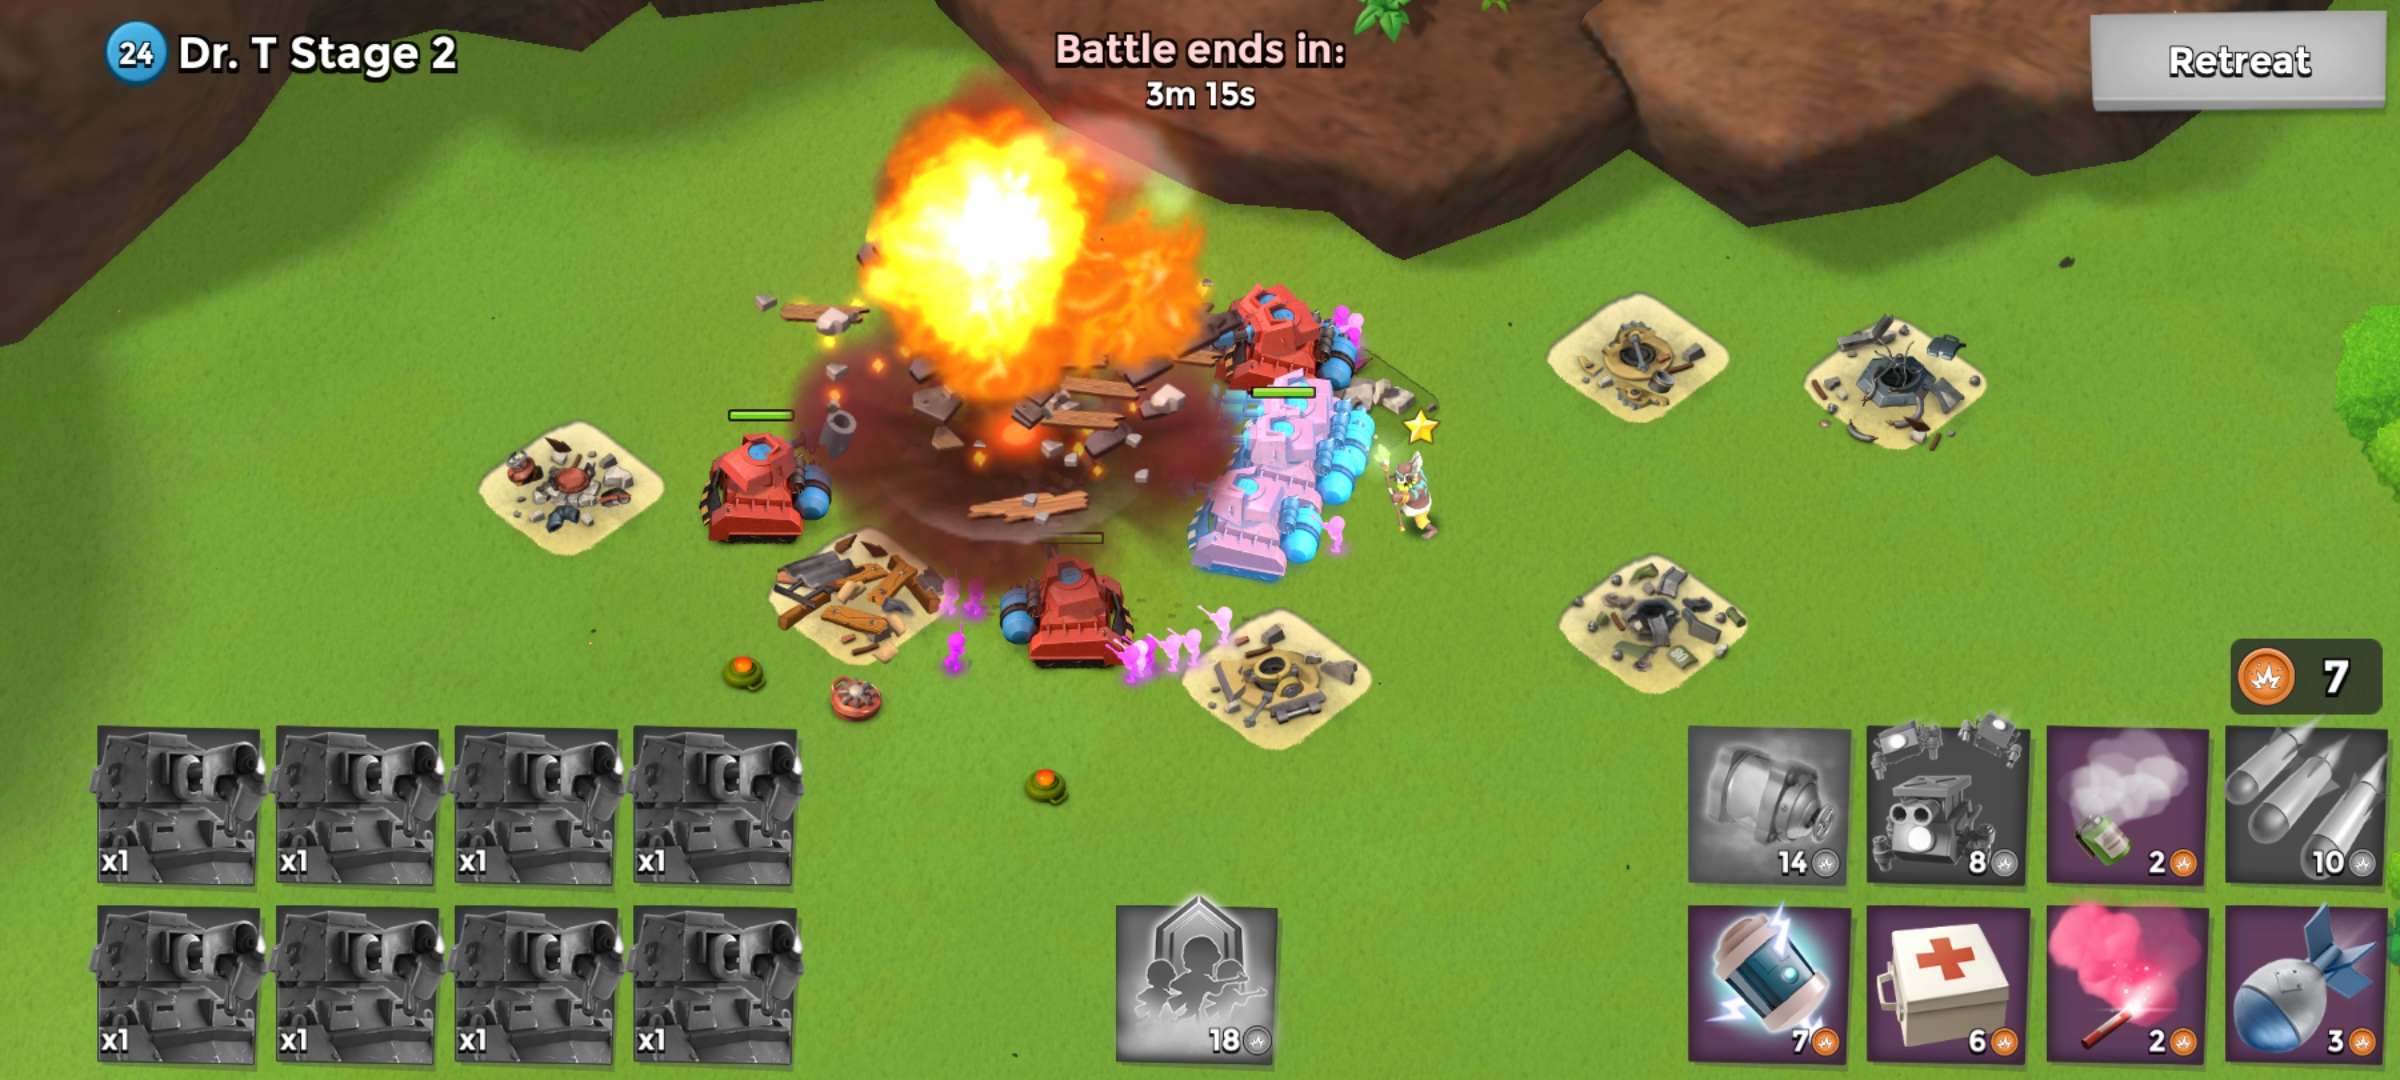 24 Dr. T Stage 2
Battle ends in:
3m 15s
Retreat
7
x1 x1 x1 x1
14 8 2 10
x1 x1 x1 x1
18
7 6 2 3